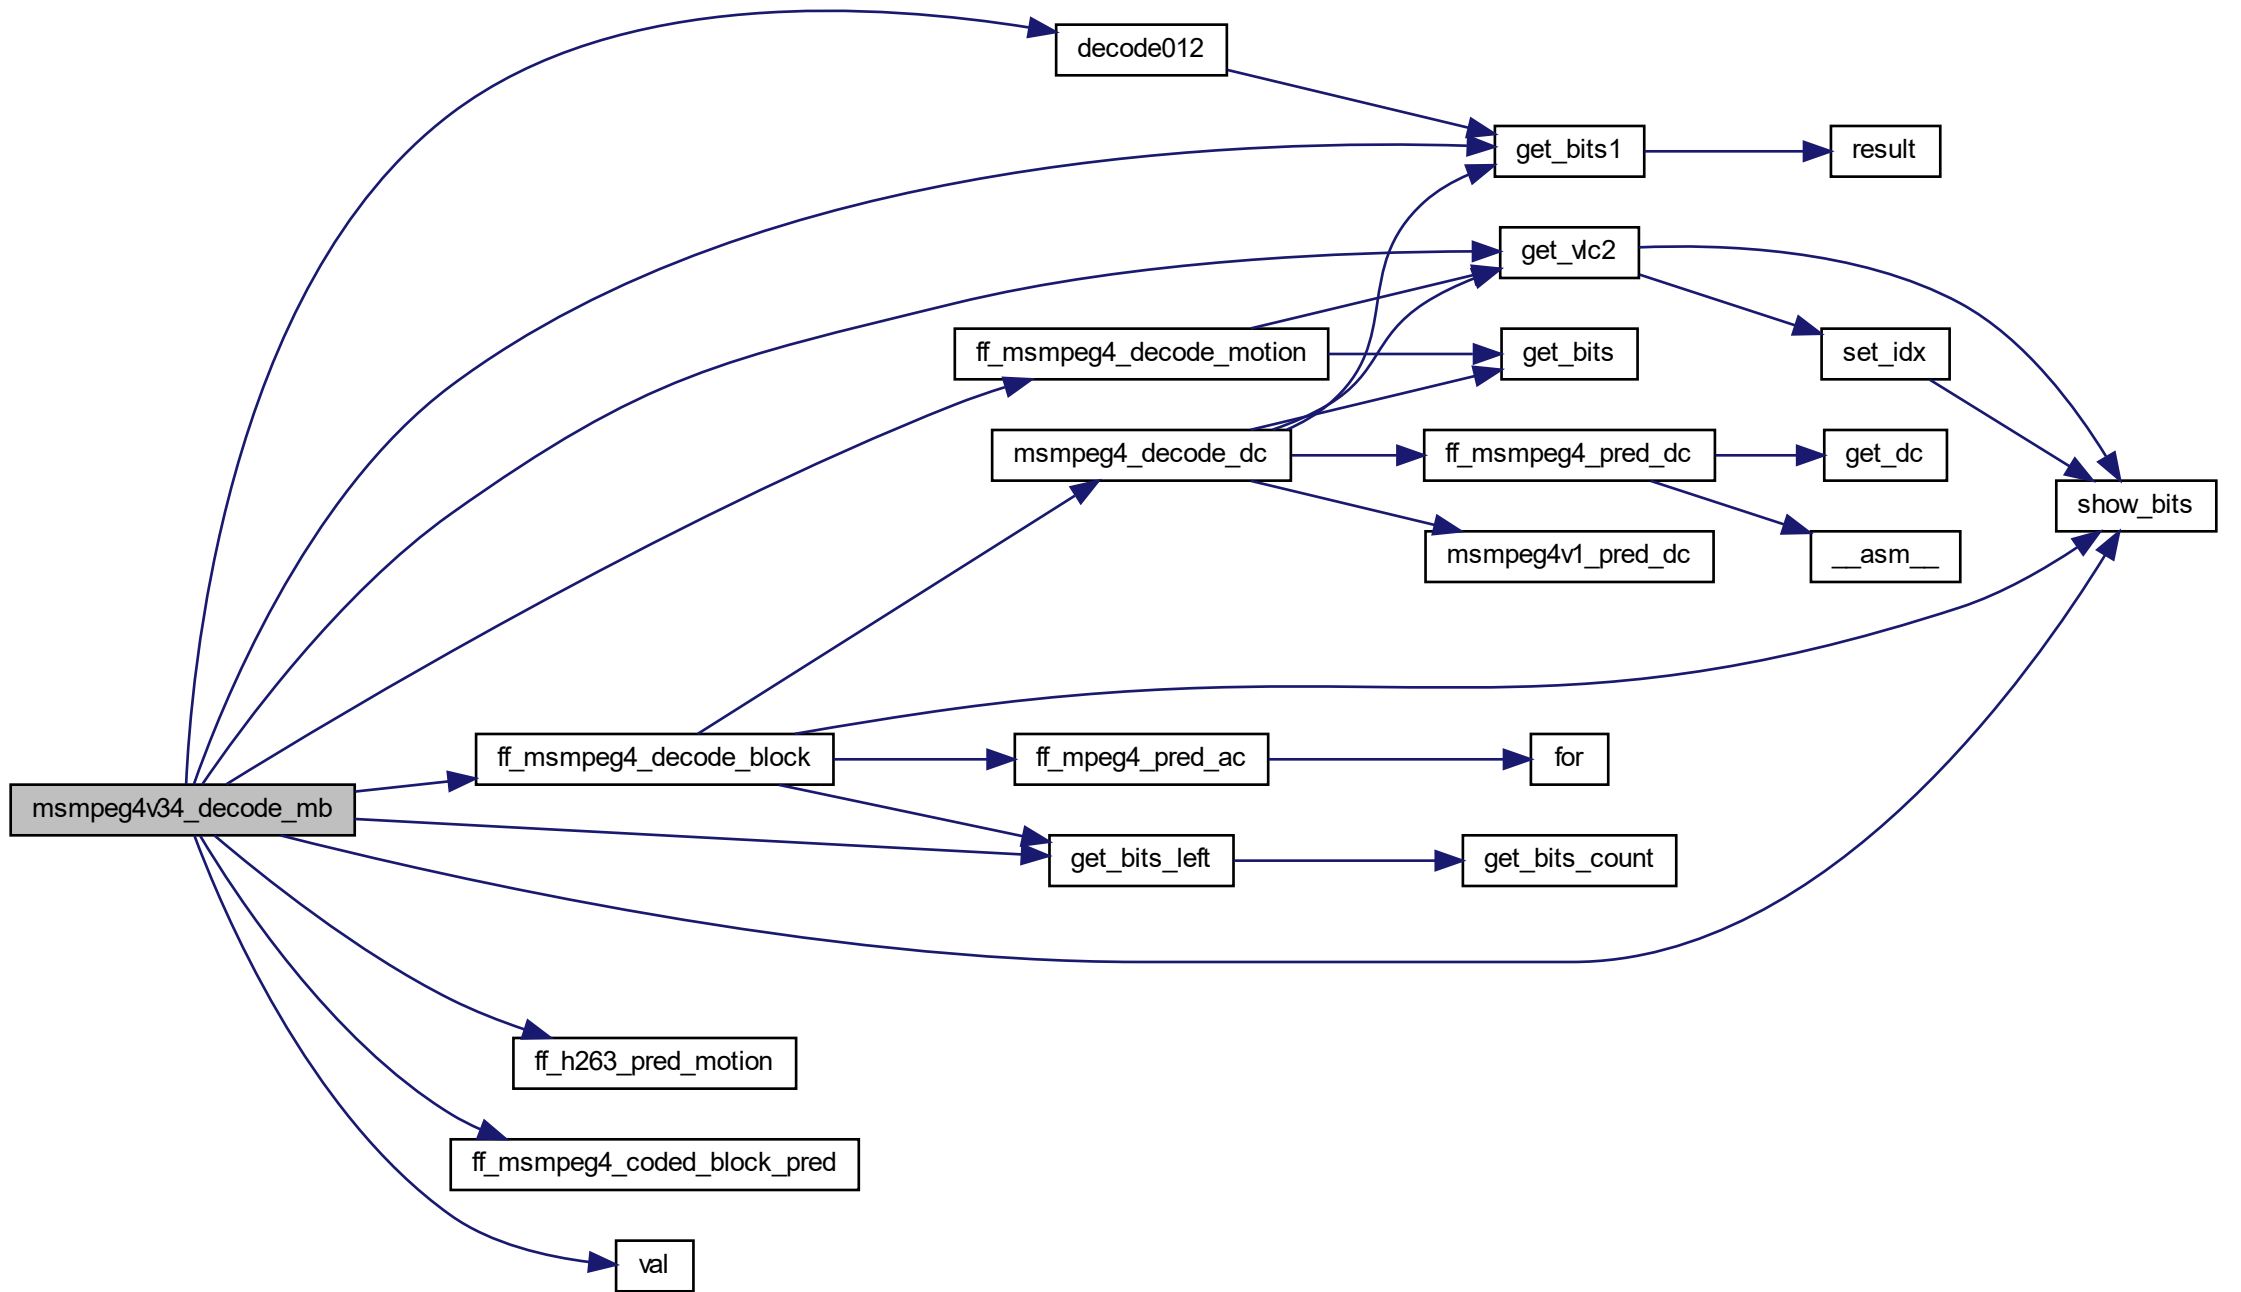 decode012
get_bits1
result
get_vlc2
ff_msmpeg4_decode_motion
get_bits
set_idx
msmpeg4_decode_dc
ff_msmpeg4_pred_dc
get_dc
show_bits
msmpeg4v1_pred_dc
__asm__
ff_msmpeg4_decode_block
ff_mpeg4_pred_ac
for
msmpeg4v34_decode_mb
get_bits_left
get_bits_count
ff_h263_pred_motion
ff_msmpeg4_coded_block_pred
val